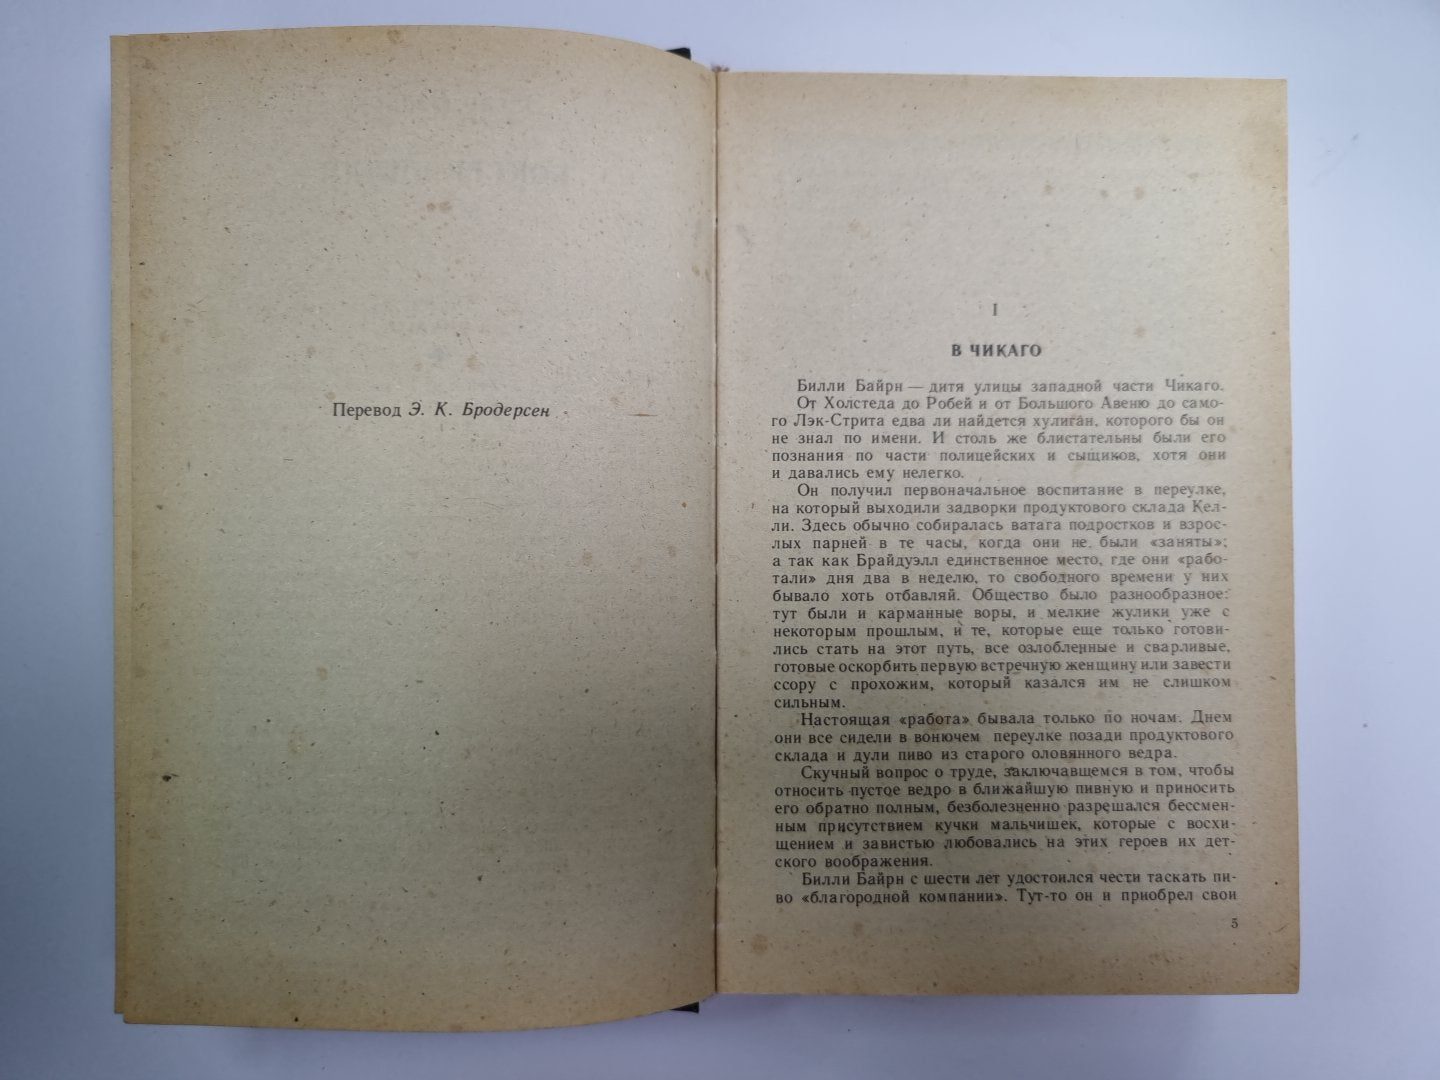 Перевод Э. К. Бродерсен
I
В ЧИКАГО
Билли Байрн — дитя улицы западной части Чикаго.
От Холстеда до Робей и от Большого Авеню до само-
го Лэк-Стрита едва ли найдется хулиган, которого бы он
не знал по имени. И столь же блистательны были его
познания по части полицейских и сыщиков, хотя они
и давались ему нелегко.
Он получил первоначальное воспитание в переулке,
на который выходили задворки продуктового склада Кел-
ли. Здесь обычно собиралась ватага подростков и взрос-
лых парней в те часы, когда они не были «заняты»;
а так как Брайдуэлл единственное место, где они «рабо-
тали» дня два в неделю, то свободного времени у них
бывало хоть отбавляй. Общество было разнообразное:
тут были и карманные воры, и мелкие жулики уже с
некоторым прошлым, и те, которые еще только готови-
лись стать на этот путь, все озлобленные и сварливые,
готовые оскорбить первую встречную женщину или завести
ссору с прохожим, который казался им не слишком
сильным.
Настоящая «работа» бывала только по ночам. Днем
они все сидели в вонючем переулке позади продуктового
склада и дули пиво из старого оловянного ведра.
Скучный вопрос о труде, заключавшемся в том, чтобы
относить пустое ведро в ближайшую пивную и приносить
его обратно полным, безболезненно разрешался бессмен-
ным присутствием кучки мальчишек, которые с восхи-
щением и завистью любовались на этих героев их дет-
ского воображения.
Билли Байрн с шести лет удостоился чести таскать пи-
во «благородной компании». Тут-то он и приобрел свои
5